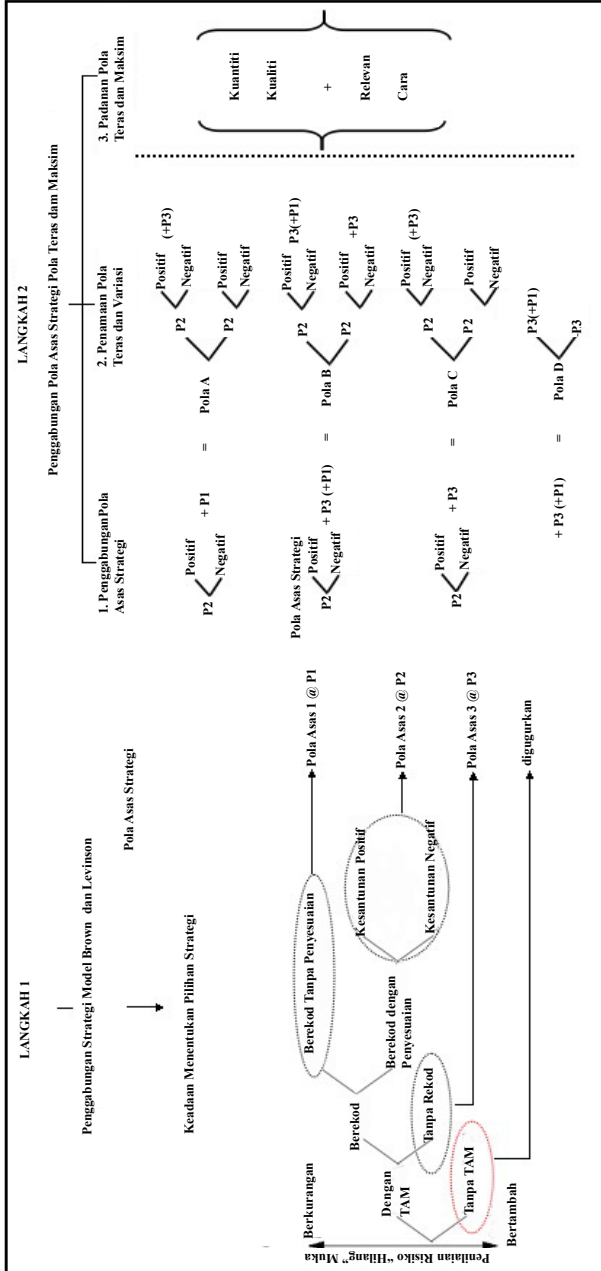 LANGKAH 1
Penggabungan Strategi Model Brown dan Levinson
Pola Asas Strategi
Keadaan Menentukan Pilihan Strategi
Penilaian Risiko “Hilang” Muka
Berkurangan
Bertambah
Dengan
TAM
Tanpa TAM
Berekod
Tanpa Rekod
Berekod Tanpa Penyesuaian
Berekod dengan
Penyesuaian
Kesantunan Positif
Kesantunan Negatif
Pola Asas 1 @ P1
Pola Asas 2 @ P2
Pola Asas 3 @ P3
digugurkan
LANGKAH 2
Penggabungan Pola Asas Strategi Pola Teras dam Maksim
1. PenggabunganPola
Asas Strategi
2. Penamaan Pola
Teras dan Variasi
3. Padanan Pola
Teras dan Maksim
P2
Positif
Negatif
+ P1
=
Pola A
P2
Positif
Negatif
(+P3)
P2
Positif
Negatif
Pola Asas Strategi
P2
Positif
Negatif
+ P3 (+P1)
=
Pola B
P2
Positif
Negatif
P3(+P1)
P2
Positif
Negatif
+P3
P2
Positif
Negatif
+ P3
=
Pola C
P2
Positif
Negatif
(+P3)
P2
Positif
Negatif
+ P3 (+P1)
=
Pola D
P3(+P1)
-P3
Kuantiti
Kualiti
+
Relevan
Cara